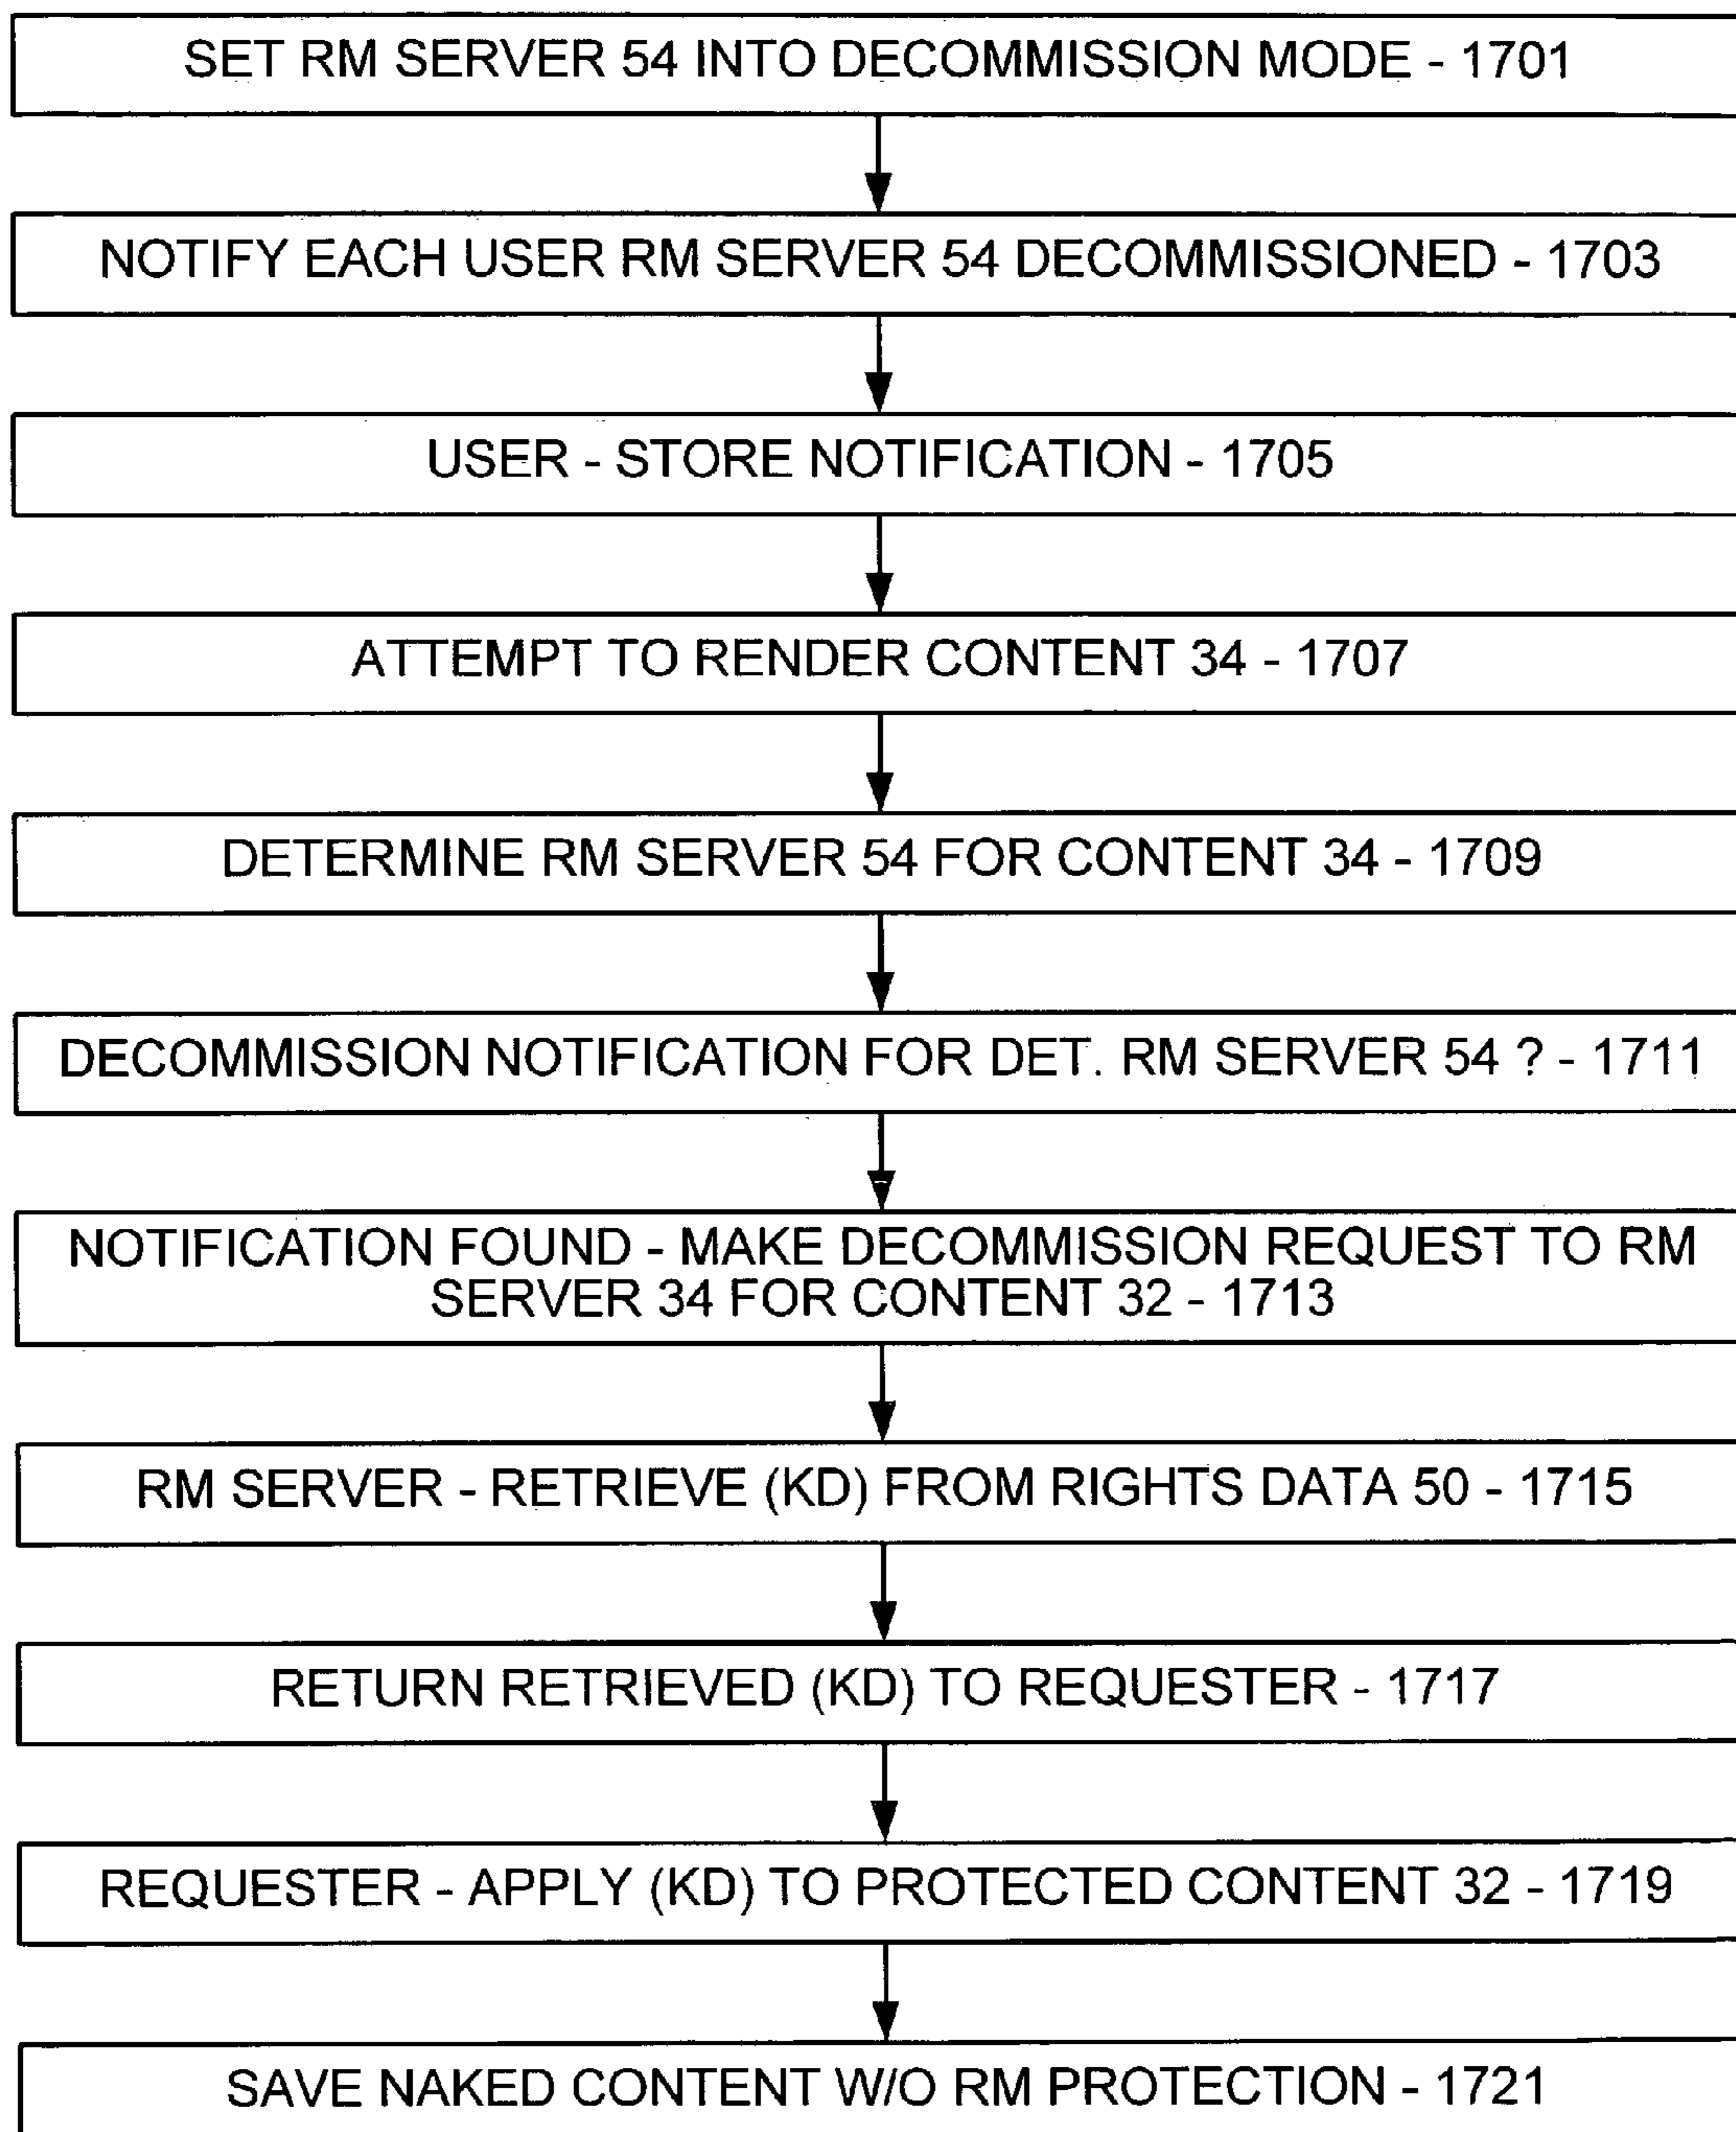 SET RM SERVER 54 INTO DECOMMISSION MODE - 1701
NOTIFY EACH USER RM SERVER 54 DECOMMISSIONED - 1703
USER - STORE NOTIFICATION - 1705
ATTEMPT TO RENDER CONTENT 34 - 1707
DETERMINE RM SERVER 54 FOR CONTENT 34 - 1709
DECOMMISSION NOTIFICATION FOR DET. RM SERVER 54 ? - 1711
NOTIFICATION FOUND - MAKE DECOMMISSION REQUEST TO RM
SERVER 34 FOR CONTENT 32 - 1713
RM SERVER - RETRIEVE (KD) FROM RIGHTS DATA 50 - 1715
RETURN RETRIEVED (KD) TO REQUESTER - 1717
REQUESTER - APPLY (KD) TO PROTECTED CONTENT 32 - 1719
SAVE NAKED CONTENT W/O RM PROTECTION - 1721